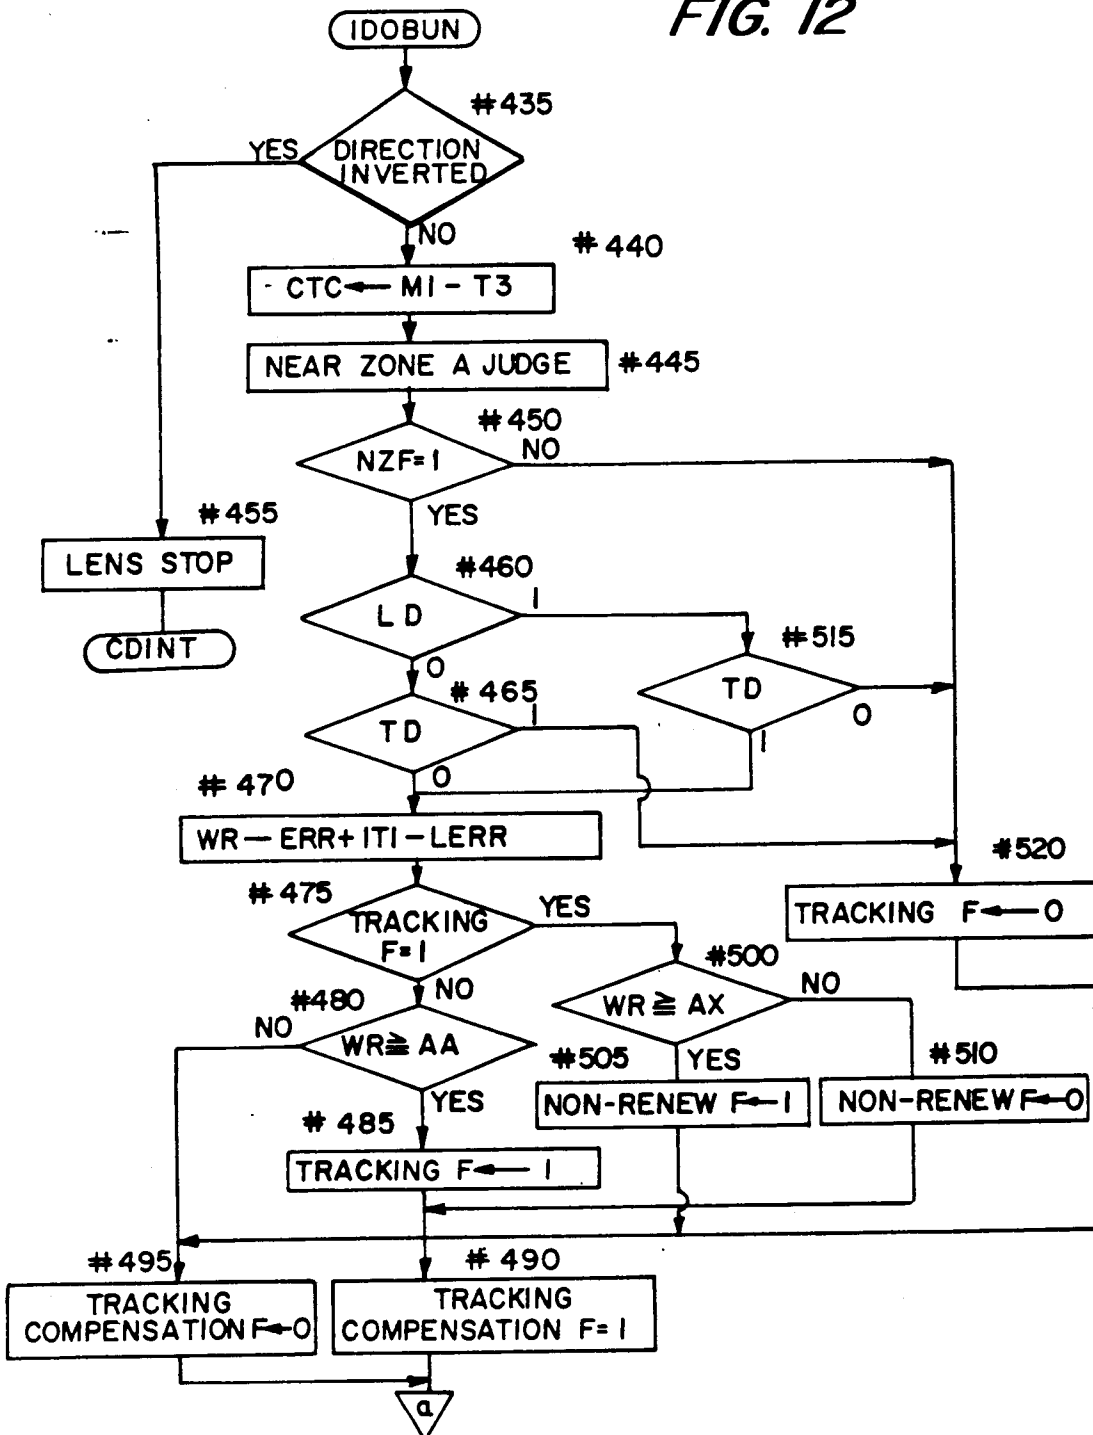 FIG. 12
IDOBUN
#435
DIRECTION
INVERTED
YES
NO
#440
CTC ← MI - T3
NEAR ZONE A JUDGE
#445
#450
NZF=1
NO
YES
#455
LENS STOP
CDINT
#460
LD
1
0
#515
TD
0
1
#465
TD
1
0
#470
WR — ERR + ITI - LERR
#475
TRACKING
F=1
YES
NO
#520
TRACKING F ← 0
#500
WR ≧ AX
NO
YES
#480
WR ≧ AA
NO
YES
#505
NON-RENEW F ← 1
#510
NON-RENEW F ← 0
#485
TRACKING F ← 1
#495
TRACKING
COMPENSATION F ← 0
#490
TRACKING
COMPENSATION F = 1
a